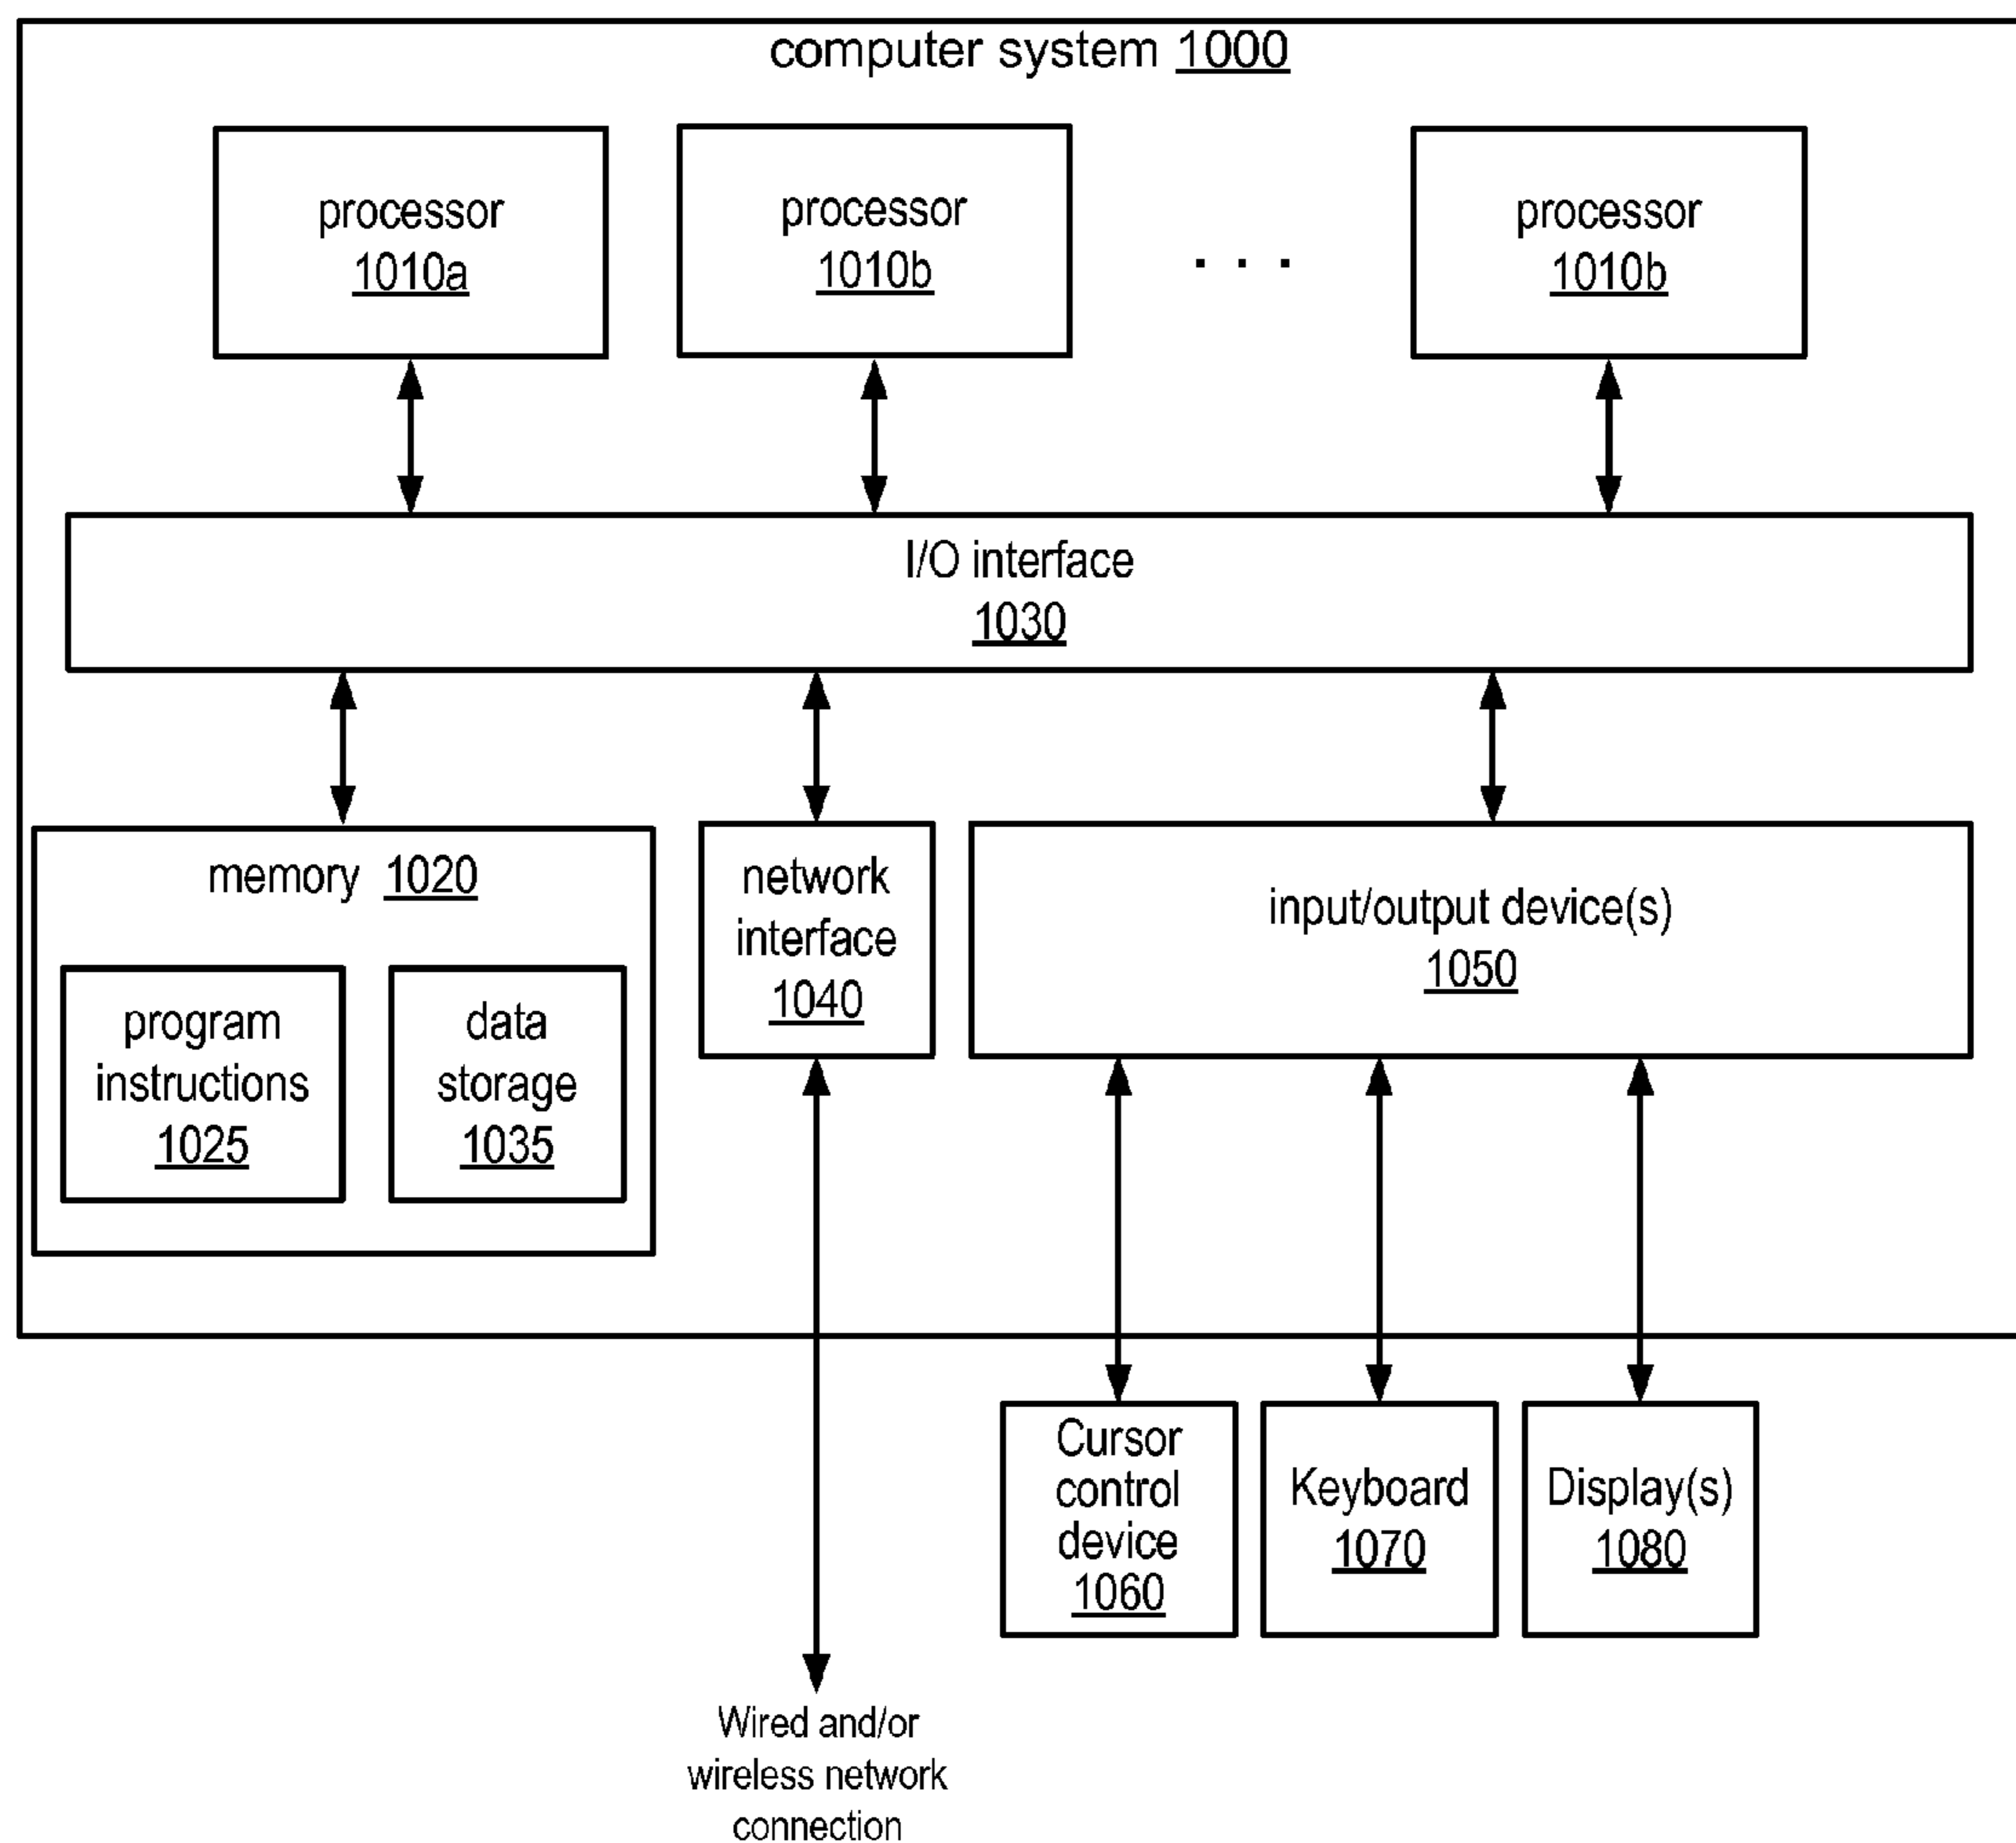 computer system 1000
processor
1010a
processor
1010b
. . .
processor
1010b
I/O interface
1030
memory 1020
program
instructions
1025
data
storage
1035
network
interface
1040
input/output device(s)
1050
Cursor
control
device
1060
Keyboard
1070
Display(s)
1080
Wired and/or
wireless network
connection